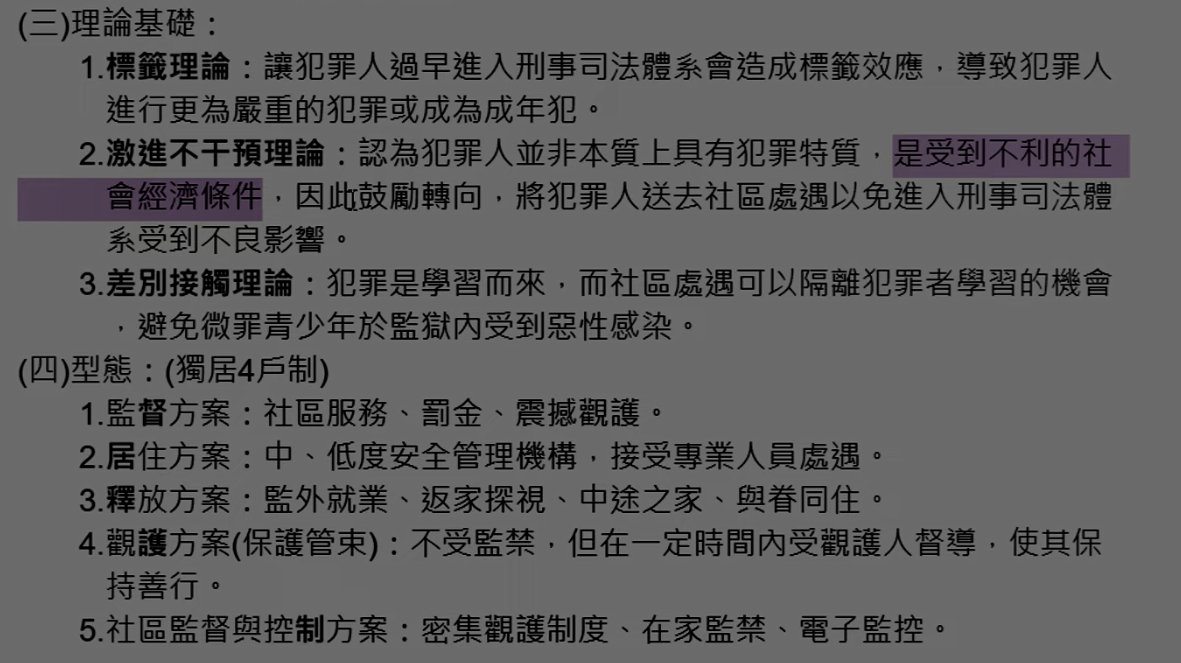 (三)理論基礎：
1.標籤理論：讓犯罪人過早進入刑事司法體系會造成標籤效應，導致犯罪人
進行更為嚴重的犯罪或成為成年犯。
2.激進不干預理論：認為犯罪人並非本質上具有犯罪特質，是受到不利的社
會經濟條件，因此鼓勵轉向，將犯罪人送去社區處遇以免進入刑事司法體
系受到不良影響。
3.差別接觸理論：犯罪是學習而來，而社區處遇可以隔離犯罪者學習的機會
，避免微罪青少年於監獄內受到惡性感染。
(四)型態：(獨居4戶制)
1.監督方案：社區服務、罰金、震撼觀護。
2.居住方案：中、低度安全管理機構，接受專業人員處遇。
3.釋放方案：監外就業、返家探視、中途之家、與眷同住。
4.觀護方案(保護管束)：不受監禁，但在一定時間內受觀護人督導，使其保
持善行。
5.社區監督與控制方案：密集觀護制度、在家監禁、電子監控。